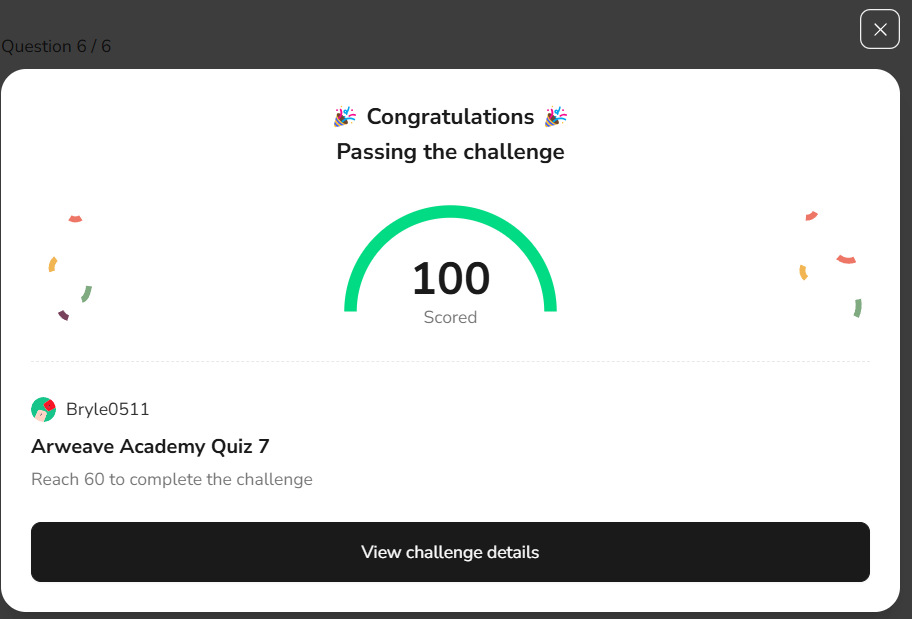 Question 6 / 6
🎉 Congratulations 🎉
Passing the challenge
100
Scored
Bryle0511
Arweave Academy Quiz 7
Reach 60 to complete the challenge
View challenge details